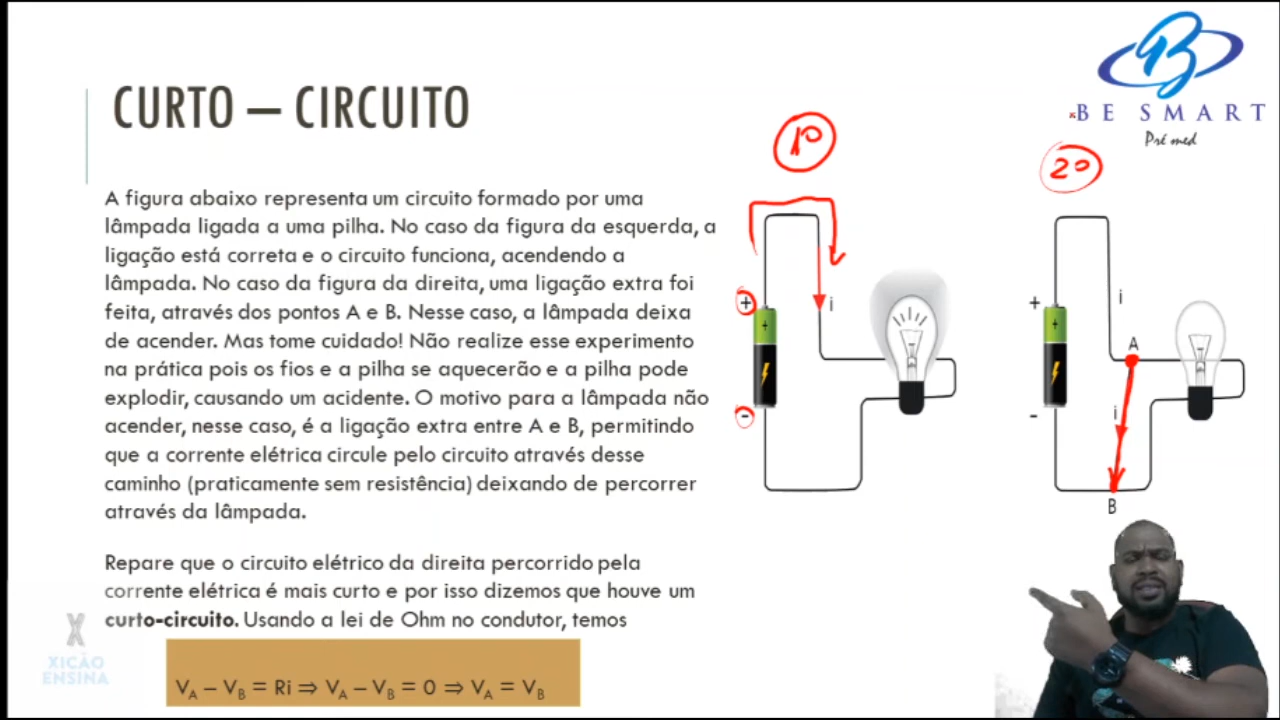 BE SMART
Pré med
CURTO – CIRCUITO
1º
2º
A figura abaixo representa um circuito formado por uma
lâmpada ligada a uma pilha. No caso da figura da esquerda, a
ligação está correta e o circuito funciona, acendendo a
lâmpada. No caso da figura da direita, uma ligação extra foi
feita, através dos pontos A e B. Nesse caso, a lâmpada deixa
de acender. Mas tome cuidado! Não realize esse experimento
na prática pois os fios e a pilha se aquecerão e a pilha pode
explodir, causando um acidente. O motivo para a lâmpada não
acender, nesse caso, é a ligação extra entre A e B, permitindo
que a corrente elétrica circule pelo circuito através desse
caminho (praticamente sem resistência) deixando de percorrer
através da lâmpada.
Repare que o circuito elétrico da direita percorrido pela
corrente elétrica é mais curto e por isso dizemos que houve um
curto-circuito. Usando a lei de Ohm no condutor, temos
V_A – V_B = Ri ⇒ V_A – V_B = 0 ⇒ V_A = V_B
+
+
i
-
+
+
i
A
i
-
B
X
XICÃO
ENSINA